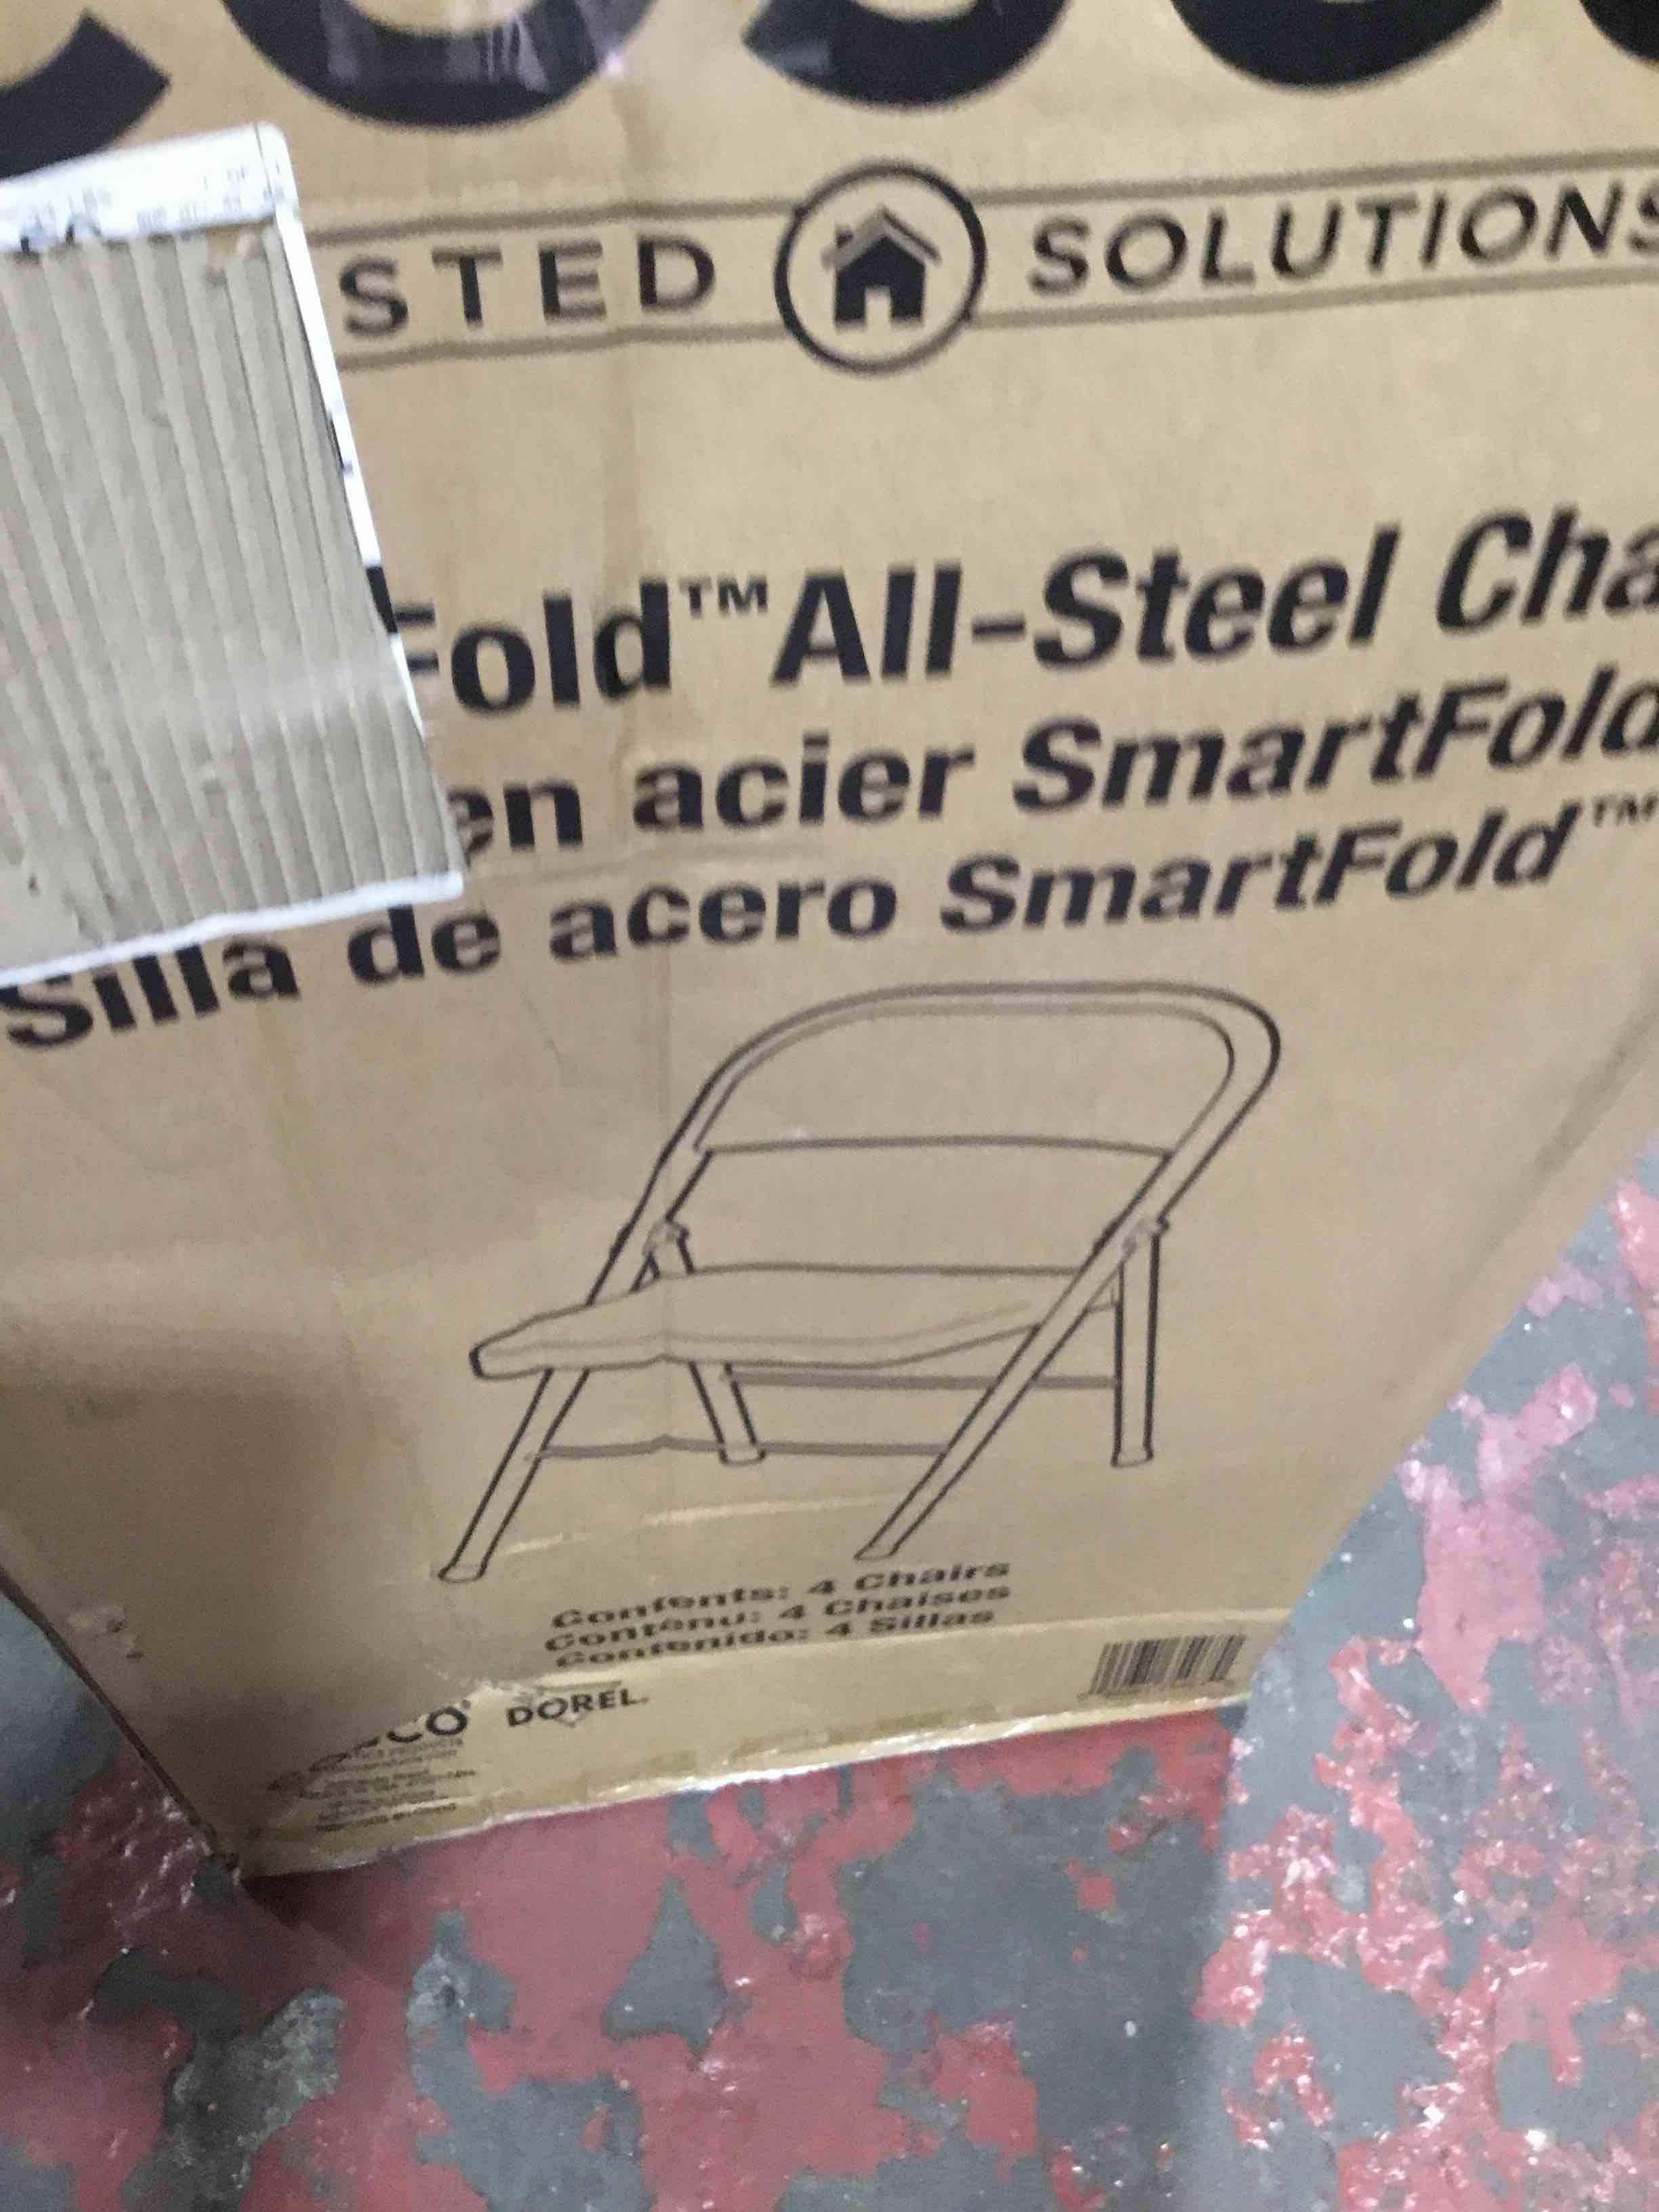 STED SOLUTIONS
Fold™ All-Steel Cha
en acier SmartFold
Silla de acero SmartFold™
Contents: 4 Chairs
Contenu: 4 Chaises
Contenido: 4 Sillas
DOREL